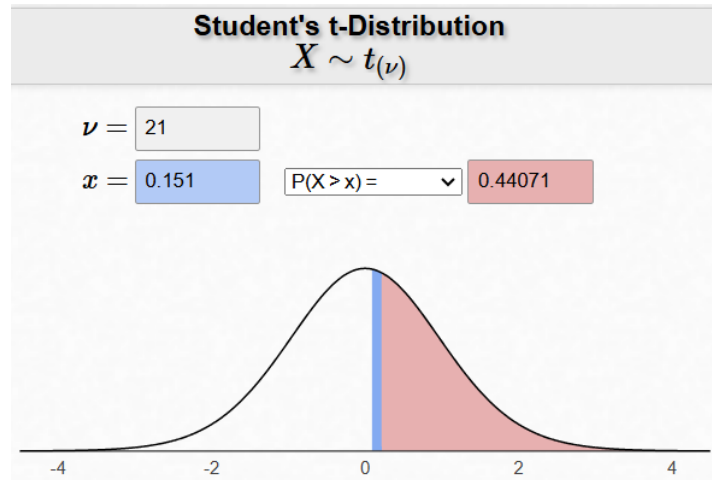 Student's t-Distribution
X ∼ t(ν)
ν = 21
x = 0.151 P(X > x) = 0.44071
-4 -2 0 2 4